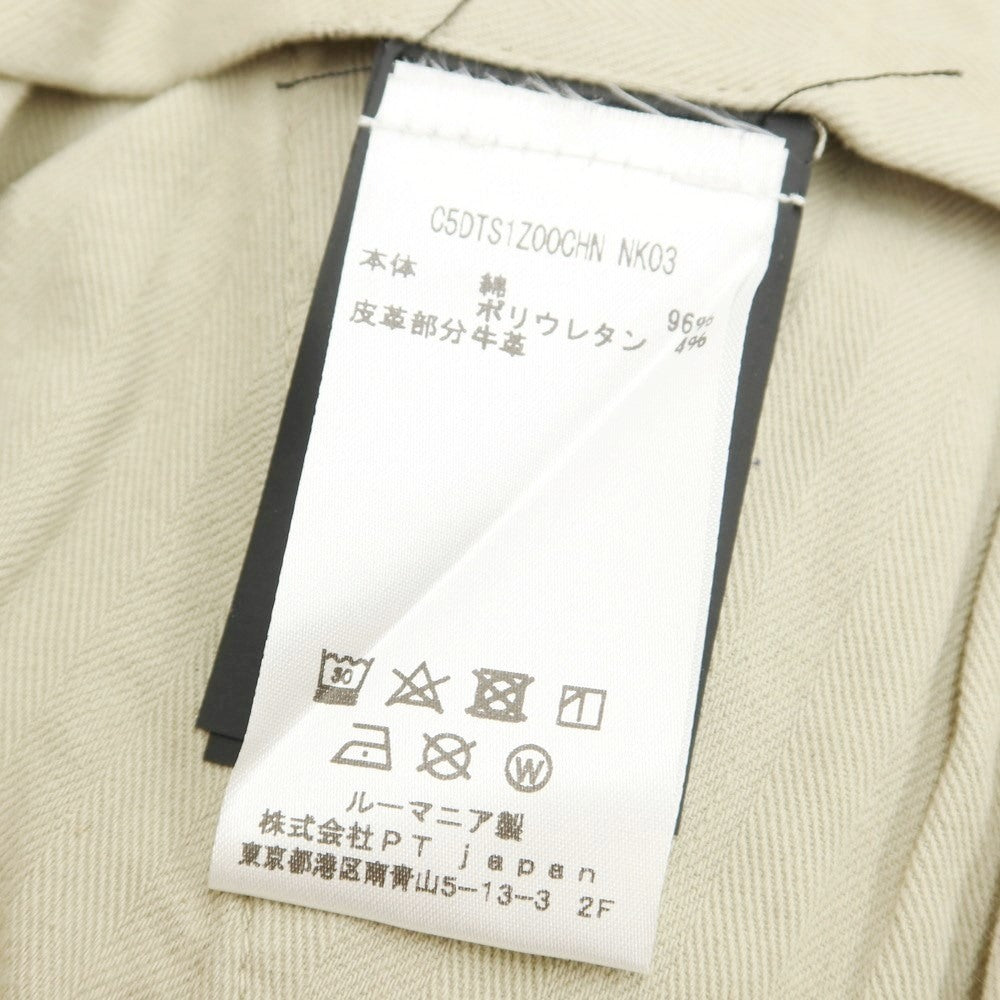 C5DTS1Z00CHN NK03
本体 綿 96%
ポリウレタン 4%
皮革部分牛革
30
W
ルーマニア製
株式会社PT japan
東京都港区南青山5-13-3 2F